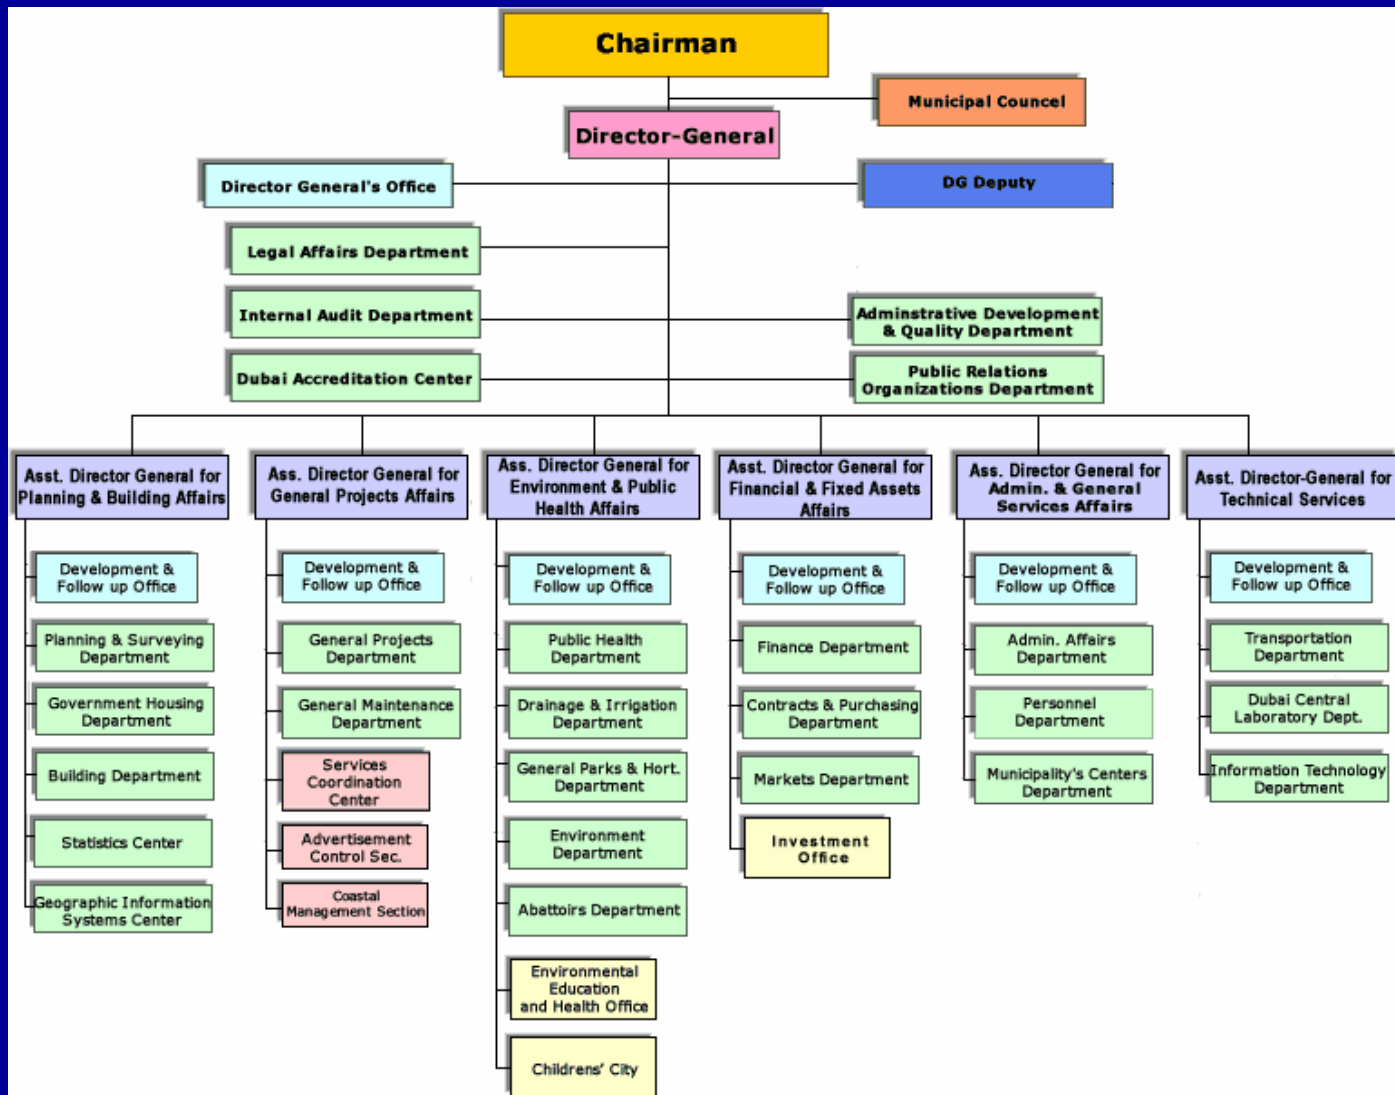 Chairman
Municipal Councel
Director-General
Director General's Office
DG Deputy
Legal Affairs Department
Internal Audit Department
Adminstrative Development
& Quality Department
Dubai Accreditation Center
Public Relations
Organizations Department
Asst. Director General for
Planning & Building Affairs
Development &
Follow up Office
Planning & Surveying
Department
Government Housing
Department
Building Department
Statistics Center
Geographic Information
Systems Center
Ass. Director General for
General Projects Affairs
Development &
Follow up Office
General Projects
Department
General Maintenance
Department
Services
Coordination
Center
Advertisement
Control Sec.
Coastal
Management Section
Ass. Director General for
Environment & Public
Health Affairs
Development &
Follow up Office
Public Health
Department
Drainage & Irrigation
Department
General Parks & Hort.
Department
Environment
Department
Abattoirs Department
Environmental
Education
and Health Office
Childrens' City
Asst. Director General for
Financial & Fixed Assets
Affairs
Development &
Follow up Office
Finance Department
Contracts & Purchasing
Department
Markets Department
Investment
Office
Ass. Director General for
Admin. & General
Services Affairs
Development &
Follow up Office
Admin. Affairs
Department
Personnel
Department
Municipality's Centers
Department
Asst. Director-General for
Technical Services
Development &
Follow up Office
Transportation
Department
Dubai Central
Laboratory Dept.
Information Technology
Department